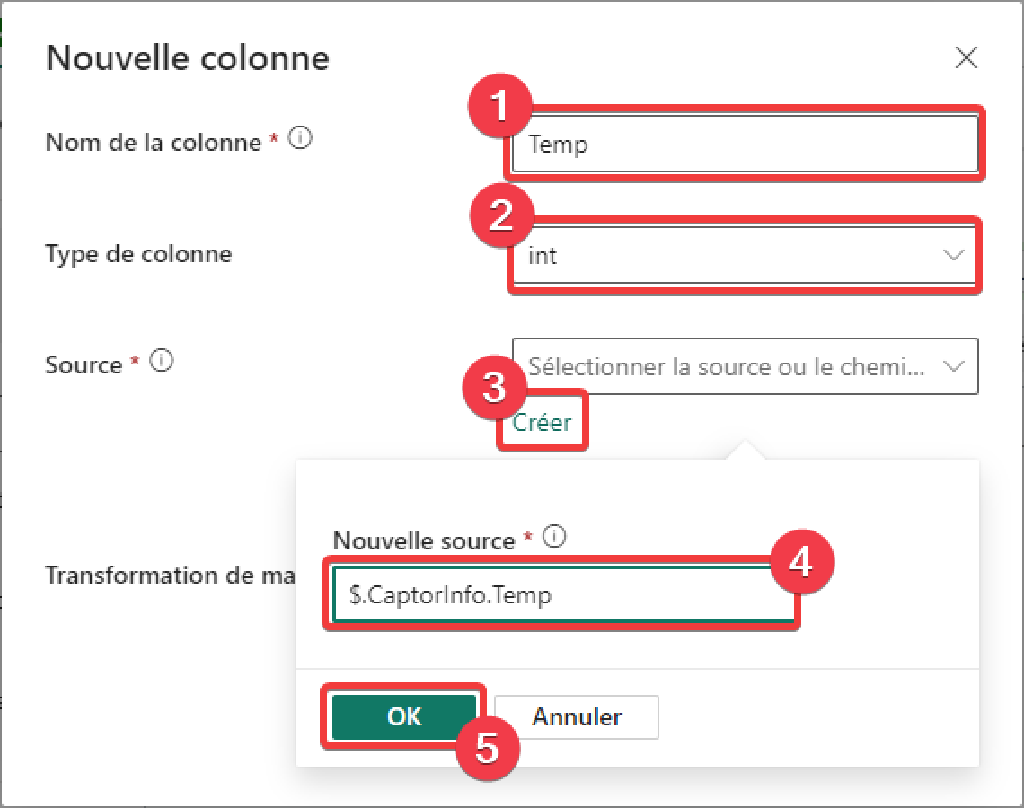 Nouvelle colonne
1
Nom de la colonne *
Temp
2
Type de colonne
int
Source *
Sélectionner la source ou le chemi...
3
Créer
Nouvelle source *
4
Transformation de ma
$.CaptorInfo.Temp
OK
Annuler
5